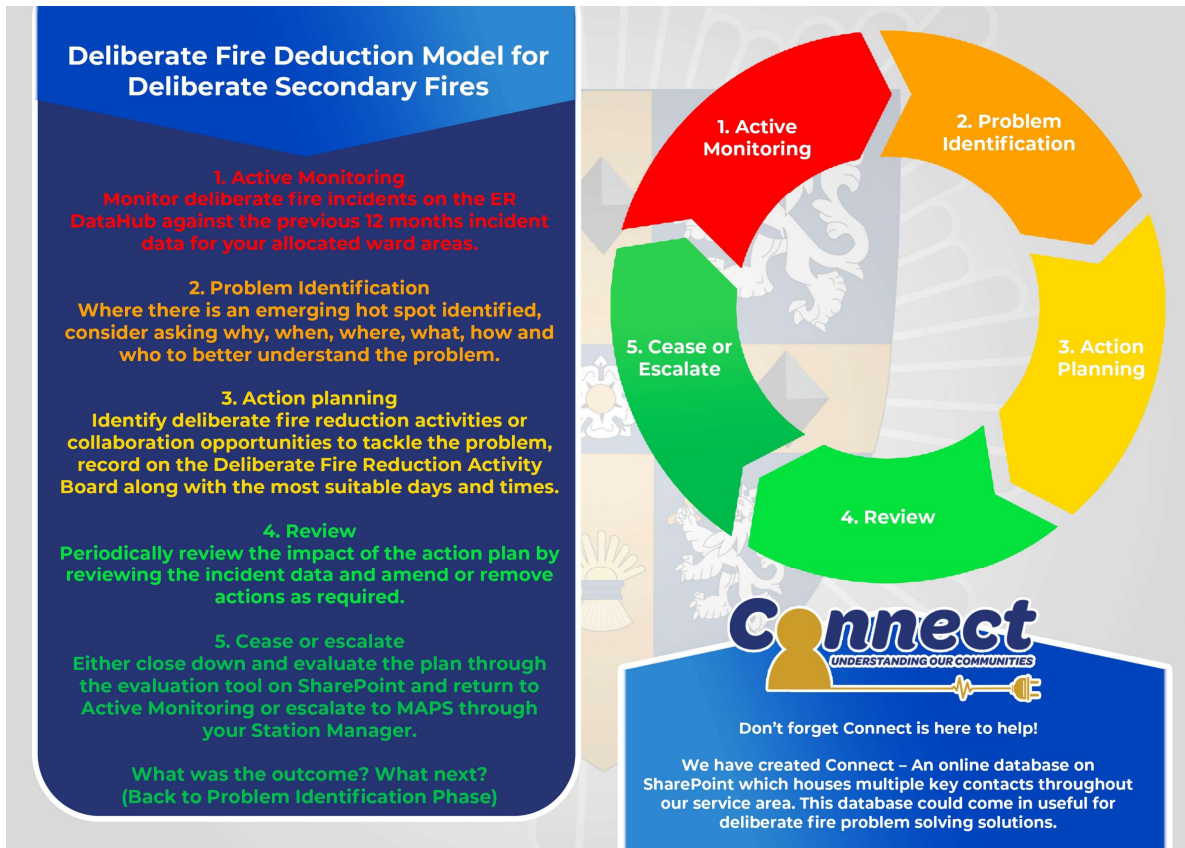 Deliberate Fire Deduction Model for
Deliberate Secondary Fires
1. Active Monitoring
Monitor deliberate fire incidents on the ER
DataHub against the previous 12 months incident
data for your allocated ward areas.
2. Problem Identification
Where there is an emerging hot spot identified,
consider asking why, when, where, what, how and
who to better understand the problem.
3. Action planning
Identify deliberate fire reduction activities or
collaboration opportunities to tackle the problem,
record on the Deliberate Fire Reduction Activity
Board along with the most suitable days and times.
4. Review
Periodically review the impact of the action plan by
reviewing the incident data and amend or remove
actions as required.
5. Cease or escalate
Either close down and evaluate the plan through
the evaluation tool on SharePoint and return to
Active Monitoring or escalate to MAPS through
your Station Manager.
What was the outcome? What next?
(Back to Problem Identification Phase)
1. Active
Monitoring
2. Problem
Identification
3. Action
Planning
4. Review
5. Cease or
Escalate
Connect
UNDERSTANDING OUR COMMUNITIES
Don’t forget Connect is here to help!
We have created Connect – An online database on
SharePoint which houses multiple key contacts throughout
our service area. This database could come in useful for
deliberate fire problem solving solutions.